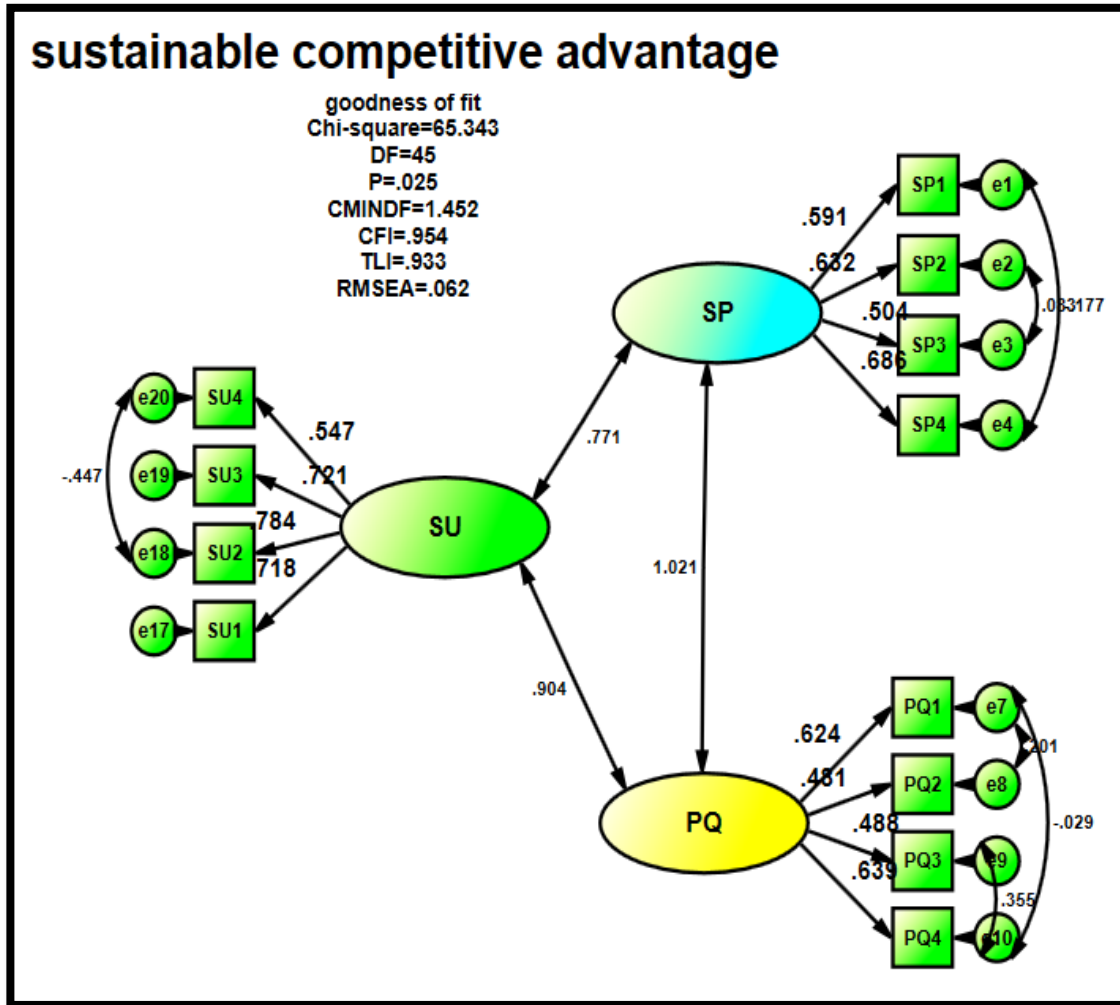 sustainable competitive advantage
goodness of fit
Chi-square=65.343
DF=45
P=.025
CMINDF=1.452
CFI=.954
TLI=.933
RMSEA=.062
SP1
e1
.591
SP2
e2
.632
SP
.504
SP3
e3
.686
SP4
e4
e20
SU4
.547
.771
-.447
e19
SU3
.721
.784
SU
e18
SU2
718
e17
SU1
1.021
.904
PQ1
e7
.624
201
.481
PQ2
e8
PQ
.488
-.029
PQ3
e9
.639
.355
PQ4
e10